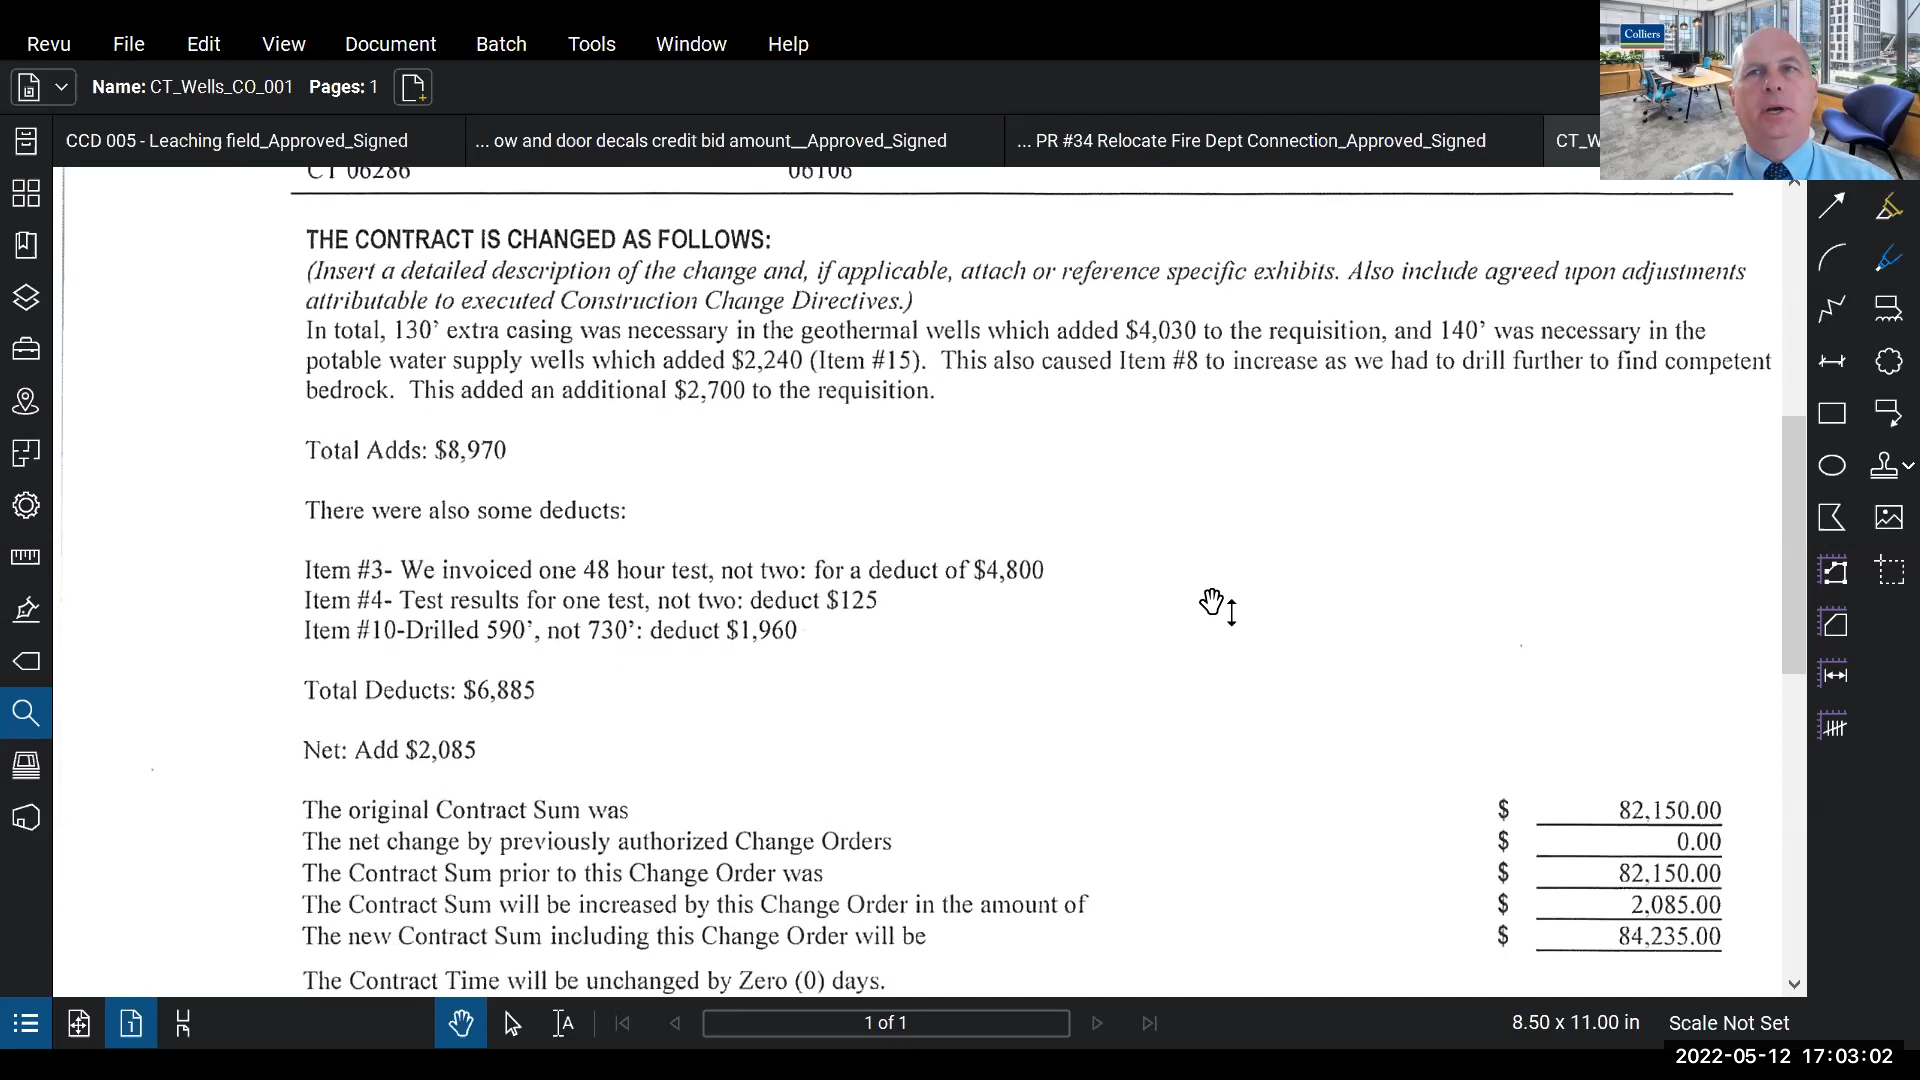 Revu File Edit View Document Batch Tools Window Help
Colliers
Name: CT_Wells_CO_001 Pages: 1
CCD 005 - Leaching field_Approved_Signed
... ow and door decals credit bid amount__Approved_Signed
... PR #34 Relocate Fire Dept Connection_Approved_Signed
CT_W
CT 06286 06106
THE CONTRACT IS CHANGED AS FOLLOWS:
(Insert a detailed description of the change and, if applicable, attach or reference specific exhibits. Also include agreed upon adjustments
attributable to executed Construction Change Directives.)
In total, 130’ extra casing was necessary in the geothermal wells which added $4,030 to the requisition, and 140’ was necessary in the
potable water supply wells which added $2,240 (Item #15). This also caused Item #8 to increase as we had to drill further to find competent
bedrock. This added an additional $2,700 to the requisition.
Total Adds: $8,970
There were also some deducts:
Item #3- We invoiced one 48 hour test, not two: for a deduct of $4,800
Item #4- Test results for one test, not two: deduct $125
Item #10-Drilled 590’, not 730’: deduct $1,960
Total Deducts: $6,885
Net: Add $2,085
The original Contract Sum was $ 82,150.00
The net change by previously authorized Change Orders $ 0.00
The Contract Sum prior to this Change Order was $ 82,150.00
The Contract Sum will be increased by this Change Order in the amount of $ 2,085.00
The new Contract Sum including this Change Order will be $ 84,235.00
The Contract Time will be unchanged by Zero (0) days.
1 of 1
8.50 x 11.00 in Scale Not Set
2022-05-12 17:03:02